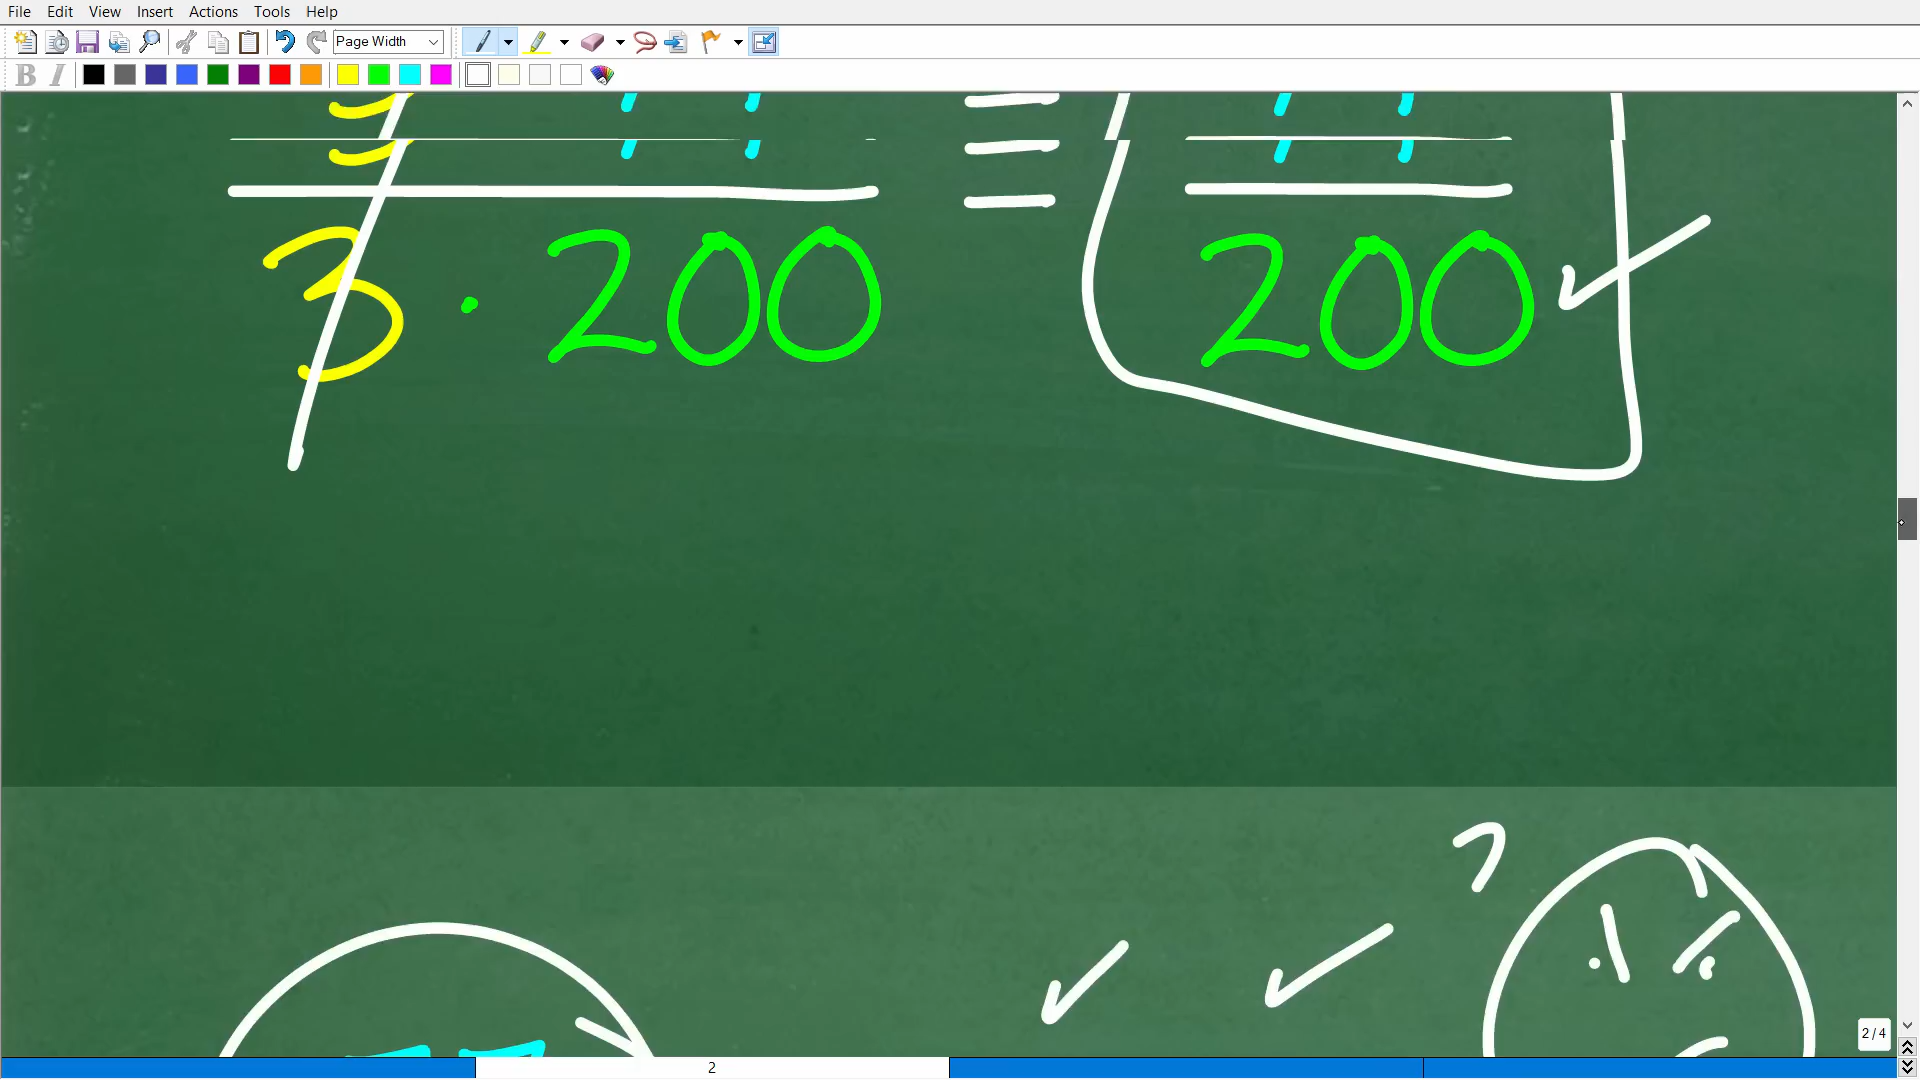 File Edit View Insert Actions Tools Help
Page Width
B I
3 · 200 200
2 / 4
2